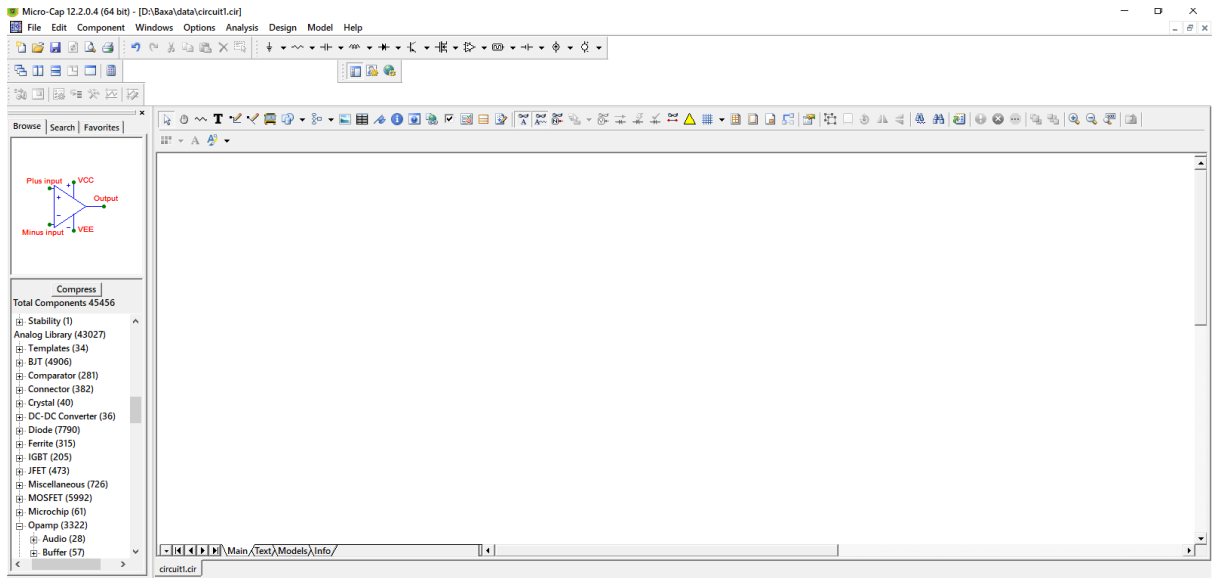 Micro-Cap 12.2.0.4 (64 bit) - [D:\Baxa\data\circuit1.cir]
File Edit Component Windows Options Analysis Design Model Help
Browse Search Favorites
Plus input
VCC
Output
Minus input
VEE
Compress
Total Components 45456
Stability (1)
Analog Library (43027)
Templates (34)
BJT (4906)
Comparator (281)
Connector (382)
Crystal (40)
DC-DC Converter (36)
Diode (7790)
Ferrite (315)
IGBT (205)
JFET (473)
Miscellaneous (726)
MOSFET (5992)
Microchip (61)
Opamp (3322)
Audio (28)
Buffer (57)
Main Text Models Info
circuit1.cir